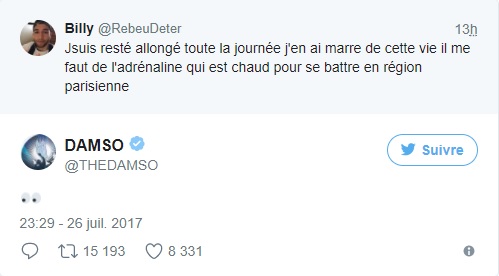 Billy @RebeuDeter 13h
Jsuis resté allongé toute la journée j'en ai marre de cette vie il me
faut de l'adrénaline qui est chaud pour se battre en région
parisienne
DAMSO
Suivre
@THEDAMSO
👀
23:29 - 26 juil. 2017
15 193 8 331